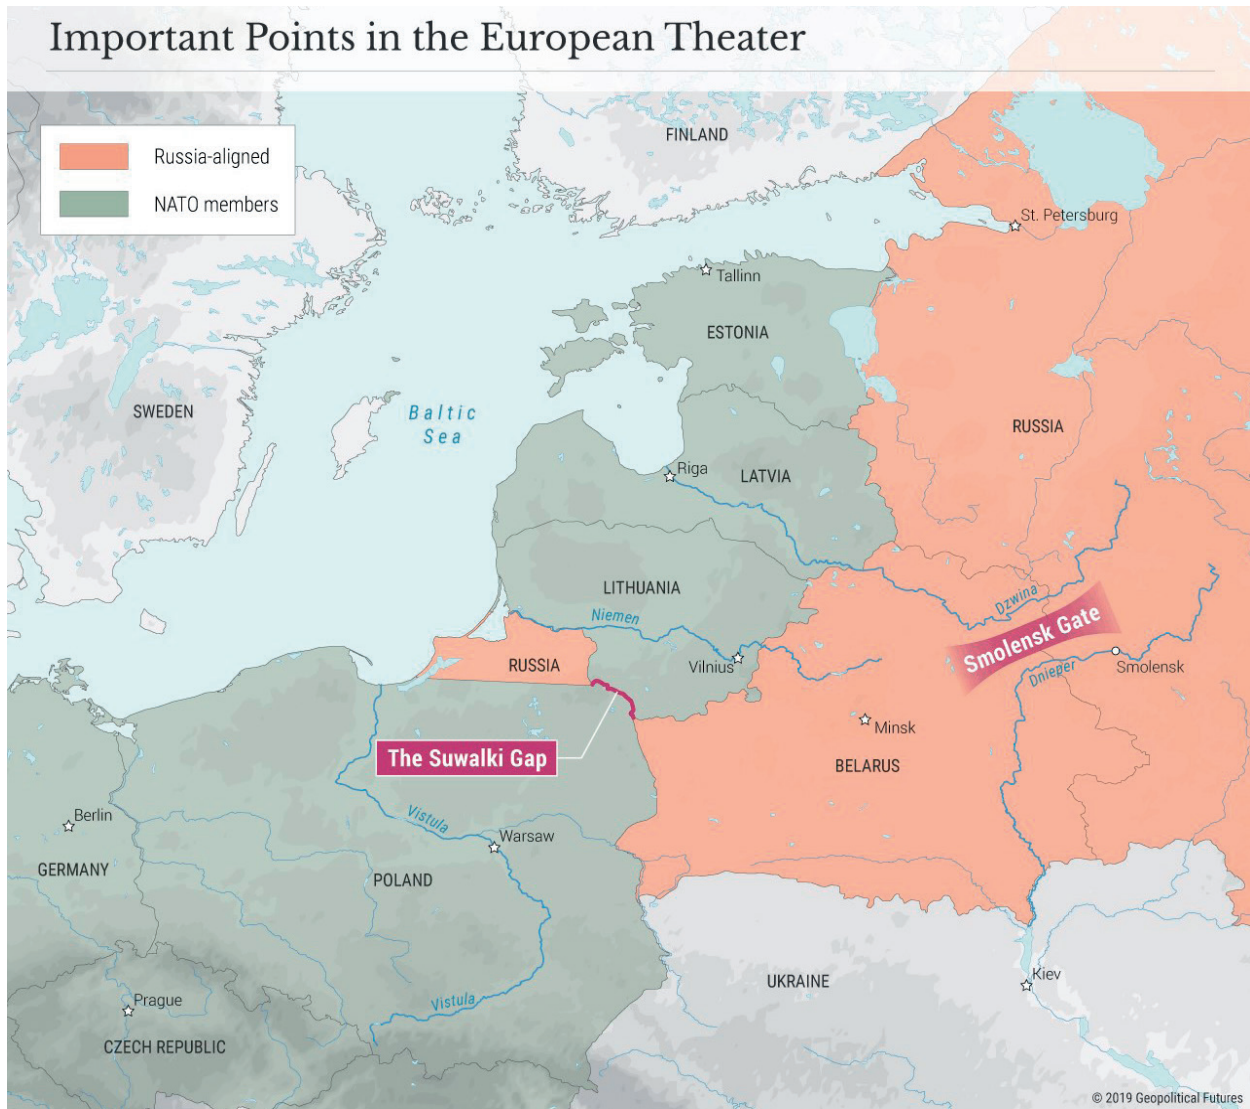 Important Points in the European Theater
Russia-aligned
NATO members
FINLAND
St. Petersburg
Tallinn
ESTONIA
SWEDEN
Baltic
Sea
RUSSIA
Riga
LATVIA
LITHUANIA
Niemen
Dzwina
Smolensk Gate
RUSSIA
Vilnius
Dnieper
Smolensk
Minsk
The Suwalki Gap
BELARUS
Berlin
Vistula
Warsaw
GERMANY
POLAND
UKRAINE
Kiev
Prague
Vistula
CZECH REPUBLIC
© 2019 Geopolitical Futures